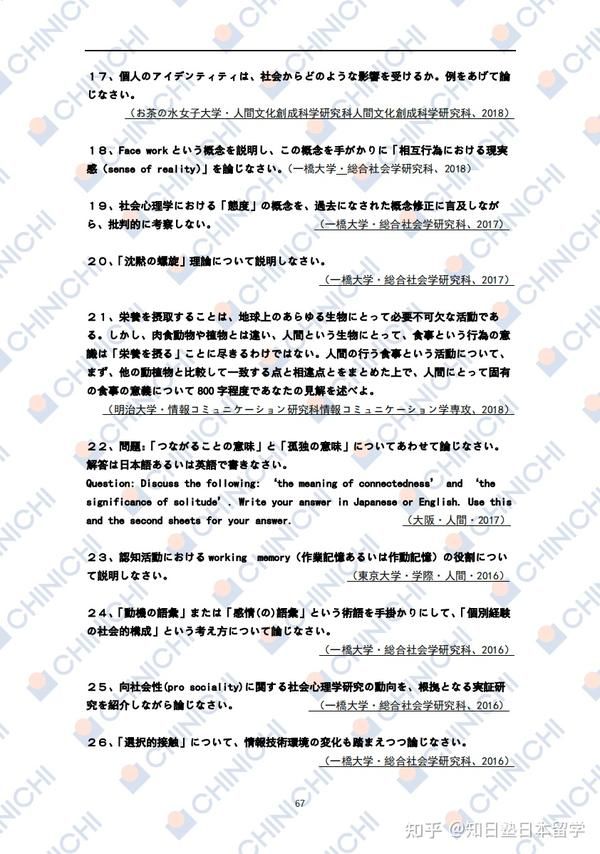 17、個人のアイデンティティは、社会からどのような影響を受けるか。例をあげて論
じなさい。
（お茶の水女子大学・人間文化創成科学研究科人間文化創成科学研究科、2018）
18、Face work という概念を説明し、この概念を手がかりに「相互行為における現実
感（sense of reality）」を論じなさい。（一橋大学・総合社会学研究科、2018）
19、社会心理学における「態度」の概念を、過去になされた概念修正に言及しなが
ら、批判的に考察しない。 （一橋大学・総合社会学研究科、2017）
20、「沈黙の螺旋」理論について説明しなさい。
（一橋大学・総合社会学研究科、2017）
21、栄養を摂取することは、地球上のあらゆる生物にとって必要不可欠な活動であ
る。しかし、肉食動物や植物とは違い、人間という生物にとって、食事という行為の意
識は「栄養を摂る」ことに尽きるわけではない。人間の行う食事という活動について、
まず、他の動植物と比較して一致する点と相違点とをまとめた上で、人間にとって固有
の食事の意義について 800 字程度であなたの見解を述べよ。
（明治大学・情報コミュニケーション研究科情報コミュニケーション学専攻、2018）
22、問題：「つながることの意味」と「孤独の意味」についてあわせて論じなさい。
解答は日本語あるいは英語で書きなさい。
Question: Discuss the following: ‘the meaning of connectedness’ and ‘the
significance of solitude’. Write your answer in Japanese or English. Use this
and the second sheets for your answer. （大阪・人間・2017）
23、認知活動における working memory（作業記憶あるいは作動記憶）の役割につい
て説明しなさい。 （東京大学・学際・人間・2016）
24、「動機の語彙」または「感情(の)語彙」という術語を手掛かりにして、「個別経験
の社会的構成」という考え方について論じなさい。
（一橋大学・総合社会学研究科、2016）
25、向社会性(pro sociality)に関する社会心理学研究の動向を、根拠となる実証研
究を紹介しながら論じなさい。 （一橋大学・総合社会学研究科、2016）
26、「選択的接触」について、情報技術環境の変化も踏まえつつ論じなさい。
（一橋大学・総合社会学研究科、2016）
67
知乎 @知日塾日本留学
CHINICHI